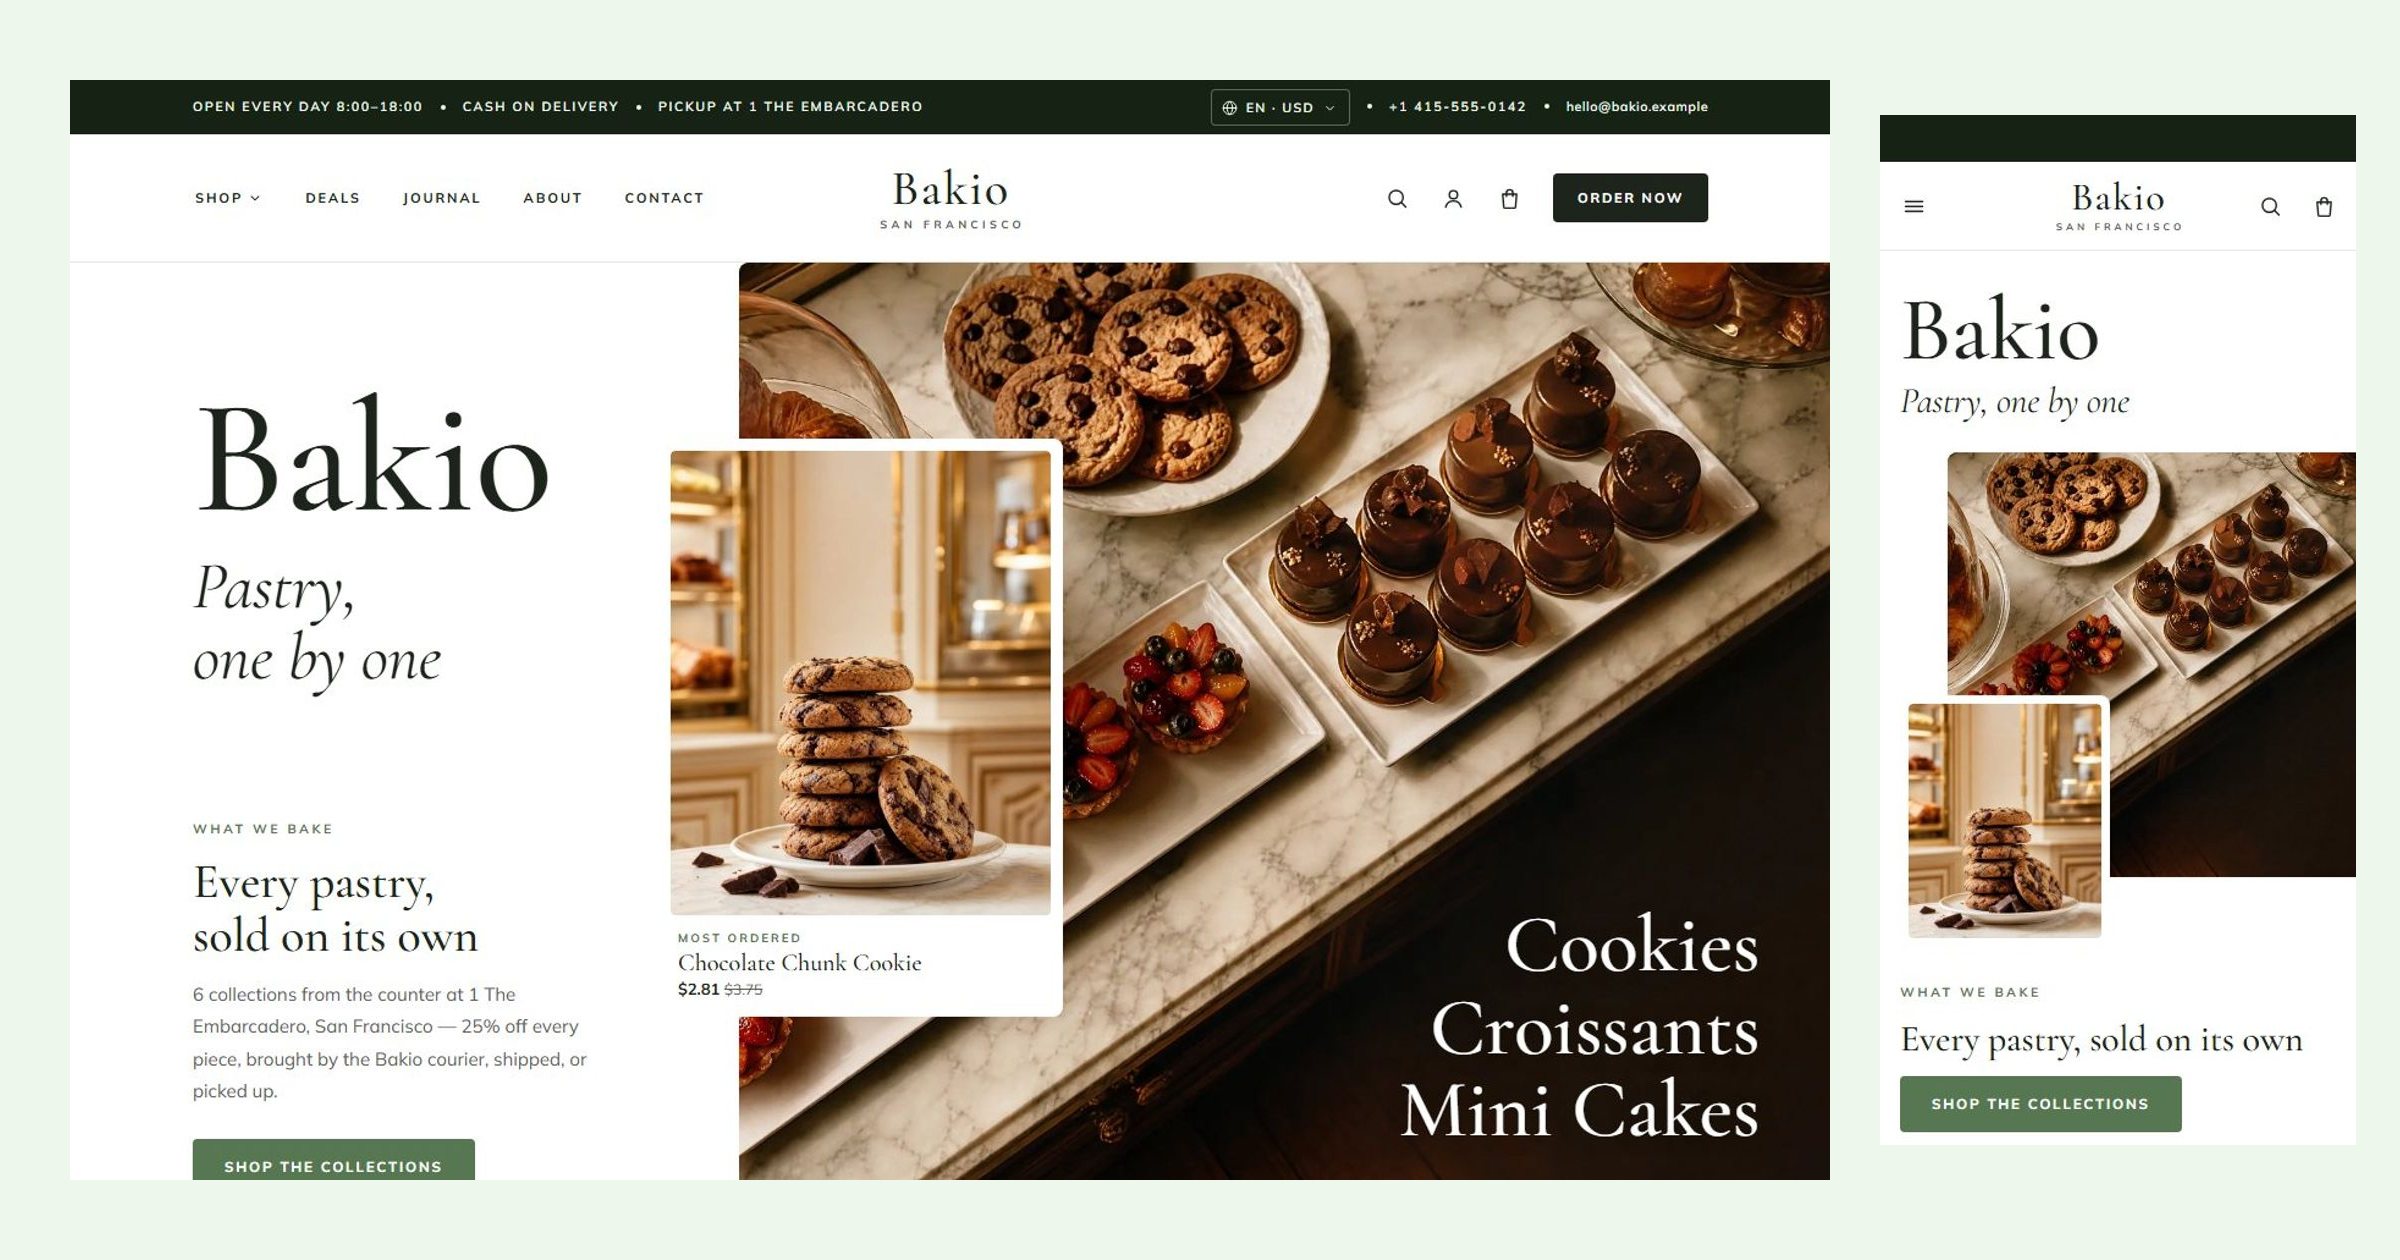 OPEN EVERY DAY 8:00–18:00 • CASH ON DELIVERY • PICKUP AT 1 THE EMBARCADERO
EN · USD • +1 415-555-0142 • hello@bakio.example
SHOP DEALS JOURNAL ABOUT CONTACT
Bakio
SAN FRANCISCO
ORDER NOW
Bakio
Pastry,
one by one
WHAT WE BAKE
Every pastry,
sold on its own
6 collections from the counter at 1 The
Embarcadero, San Francisco — 25% off every
piece, brought by the Bakio courier, shipped, or
picked up.
SHOP THE COLLECTIONS
MOST ORDERED
Chocolate Chunk Cookie
$2.81 $3.75
Cookies
Croissants
Mini Cakes
Bakio
SAN FRANCISCO
Bakio
Pastry, one by one
WHAT WE BAKE
Every pastry, sold on its own
SHOP THE COLLECTIONS